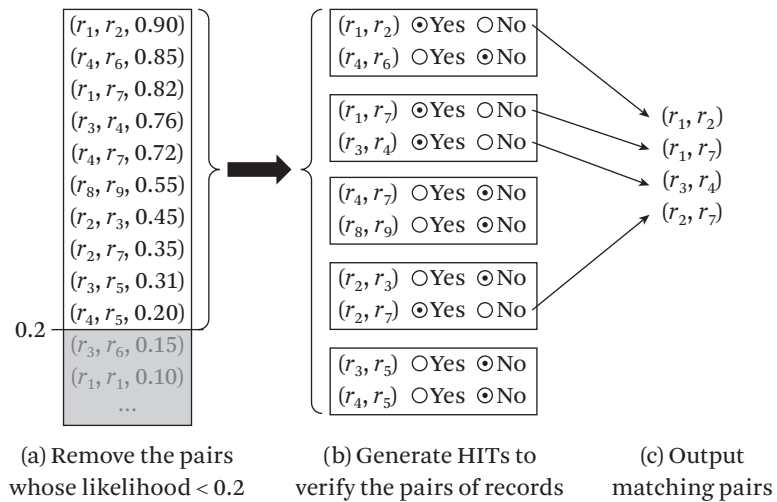 (r1, r2, 0.90)
(r4, r6, 0.85)
(r1, r7, 0.82)
(r3, r4, 0.76)
(r4, r7, 0.72)
(r8, r9, 0.55)
(r2, r3, 0.45)
(r2, r7, 0.35)
(r3, r5, 0.31)
(r4, r5, 0.20)
0.2
(r3, r6, 0.15)
(r1, r1, 0.10)
...
(a) Remove the pairs
whose likelihood < 0.2
(r1, r2) ⊙Yes ○No
(r4, r6) ○Yes ⊙No
(r1, r7) ⊙Yes ○No
(r3, r4) ⊙Yes ○No
(r4, r7) ○Yes ⊙No
(r8, r9) ○Yes ⊙No
(r2, r3) ○Yes ⊙No
(r2, r7) ⊙Yes ○No
(r3, r5) ○Yes ⊙No
(r4, r5) ○Yes ⊙No
(b) Generate HITs to
verify the pairs of records
(r1, r2)
(r1, r7)
(r3, r4)
(r2, r7)
(c) Output
matching pairs